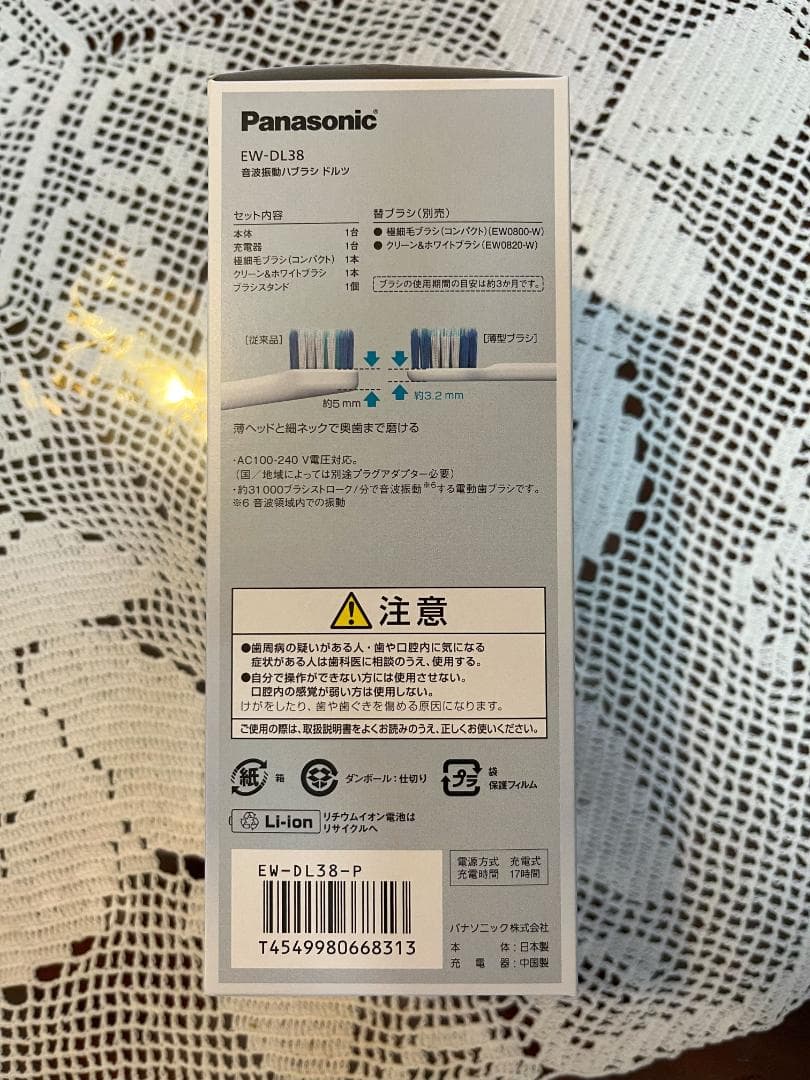 Panasonic®
EW-DL38
音波振動ハブラシ ドルツ
セット内容
本体 1台
充電器 1台
極細毛ブラシ(コンパクト) 1本
クリーン&ホワイトブラシ 1本
ブラシスタンド 1個
替ブラシ(別売)
● 極細毛ブラシ(コンパクト)(EW0800-W)
● クリーン&ホワイトブラシ(EW0820-W)
ブラシの使用期間の目安は約3か月です。
[従来品]
[薄型ブラシ]
約5mm
約3.2mm
薄ヘッドと細ネックで奥歯まで磨ける
・AC100-240 V電圧対応。
(国/地域によっては別途プラグアダプター必要)
・約31000ブラシストローク/分で音波振動※6する電動歯ブラシです。
※6 音波領域内での振動
注意
●歯周病の疑いがある人・歯や口腔内に気になる
症状がある人は歯科医に相談のうえ、使用する。
●自分で操作ができない方には使用させない。
口腔内の感覚が弱い方は使用しない。
けがをしたり、歯や歯ぐきを傷める原因になります。
ご使用の際は、取扱説明書をよくお読みのうえ、正しくお使いください。
紙 箱
ダンボール:仕切り
プラ
袋
保護フィルム
Li-ion
リチウムイオン電池は
リサイクルへ
EW-DL38-P
T4549980668313
電源方式 充電式
充電時間 17時間
パナソニック株式会社
本体:日本製
充電器:中国製